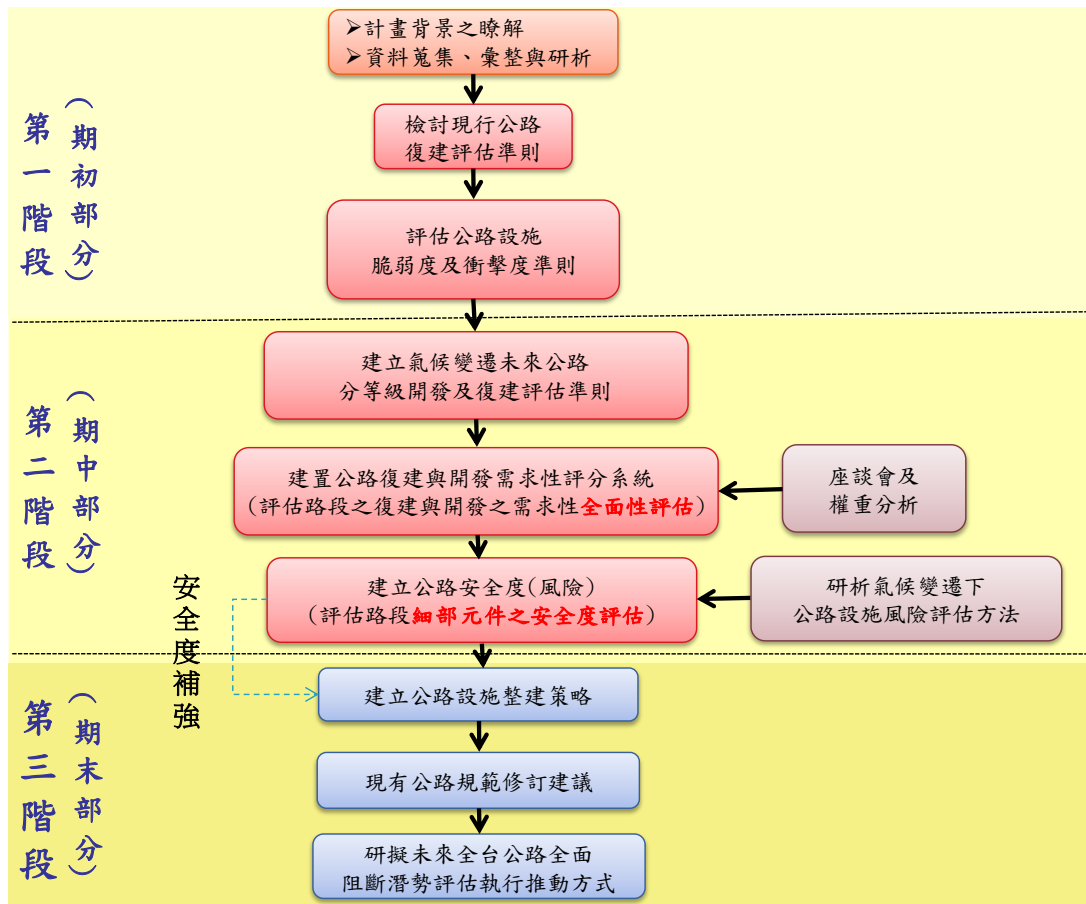 第一階段
(期初部分)
➢計畫背景之瞭解
➢資料蒐集、彙整與研析
檢討現行公路
復建評估準則
評估公路設施
脆弱度及衝擊度準則
第二階段
(期中部分)
建立氣候變遷未來公路
分等級開發及復建評估準則
建置公路復建與開發需求性評分系統
(評估路段之復建與開發之需求性全面性評估)
座談會及
權重分析
建立公路安全度(風險)
(評估路段細部元件之安全度評估)
研析氣候變遷下
公路設施風險評估方法
安全度補強
第三階段
(期末部分)
建立公路設施整建策略
現有公路規範修訂建議
研擬未來全台公路全面
阻斷潛勢評估執行推動方式